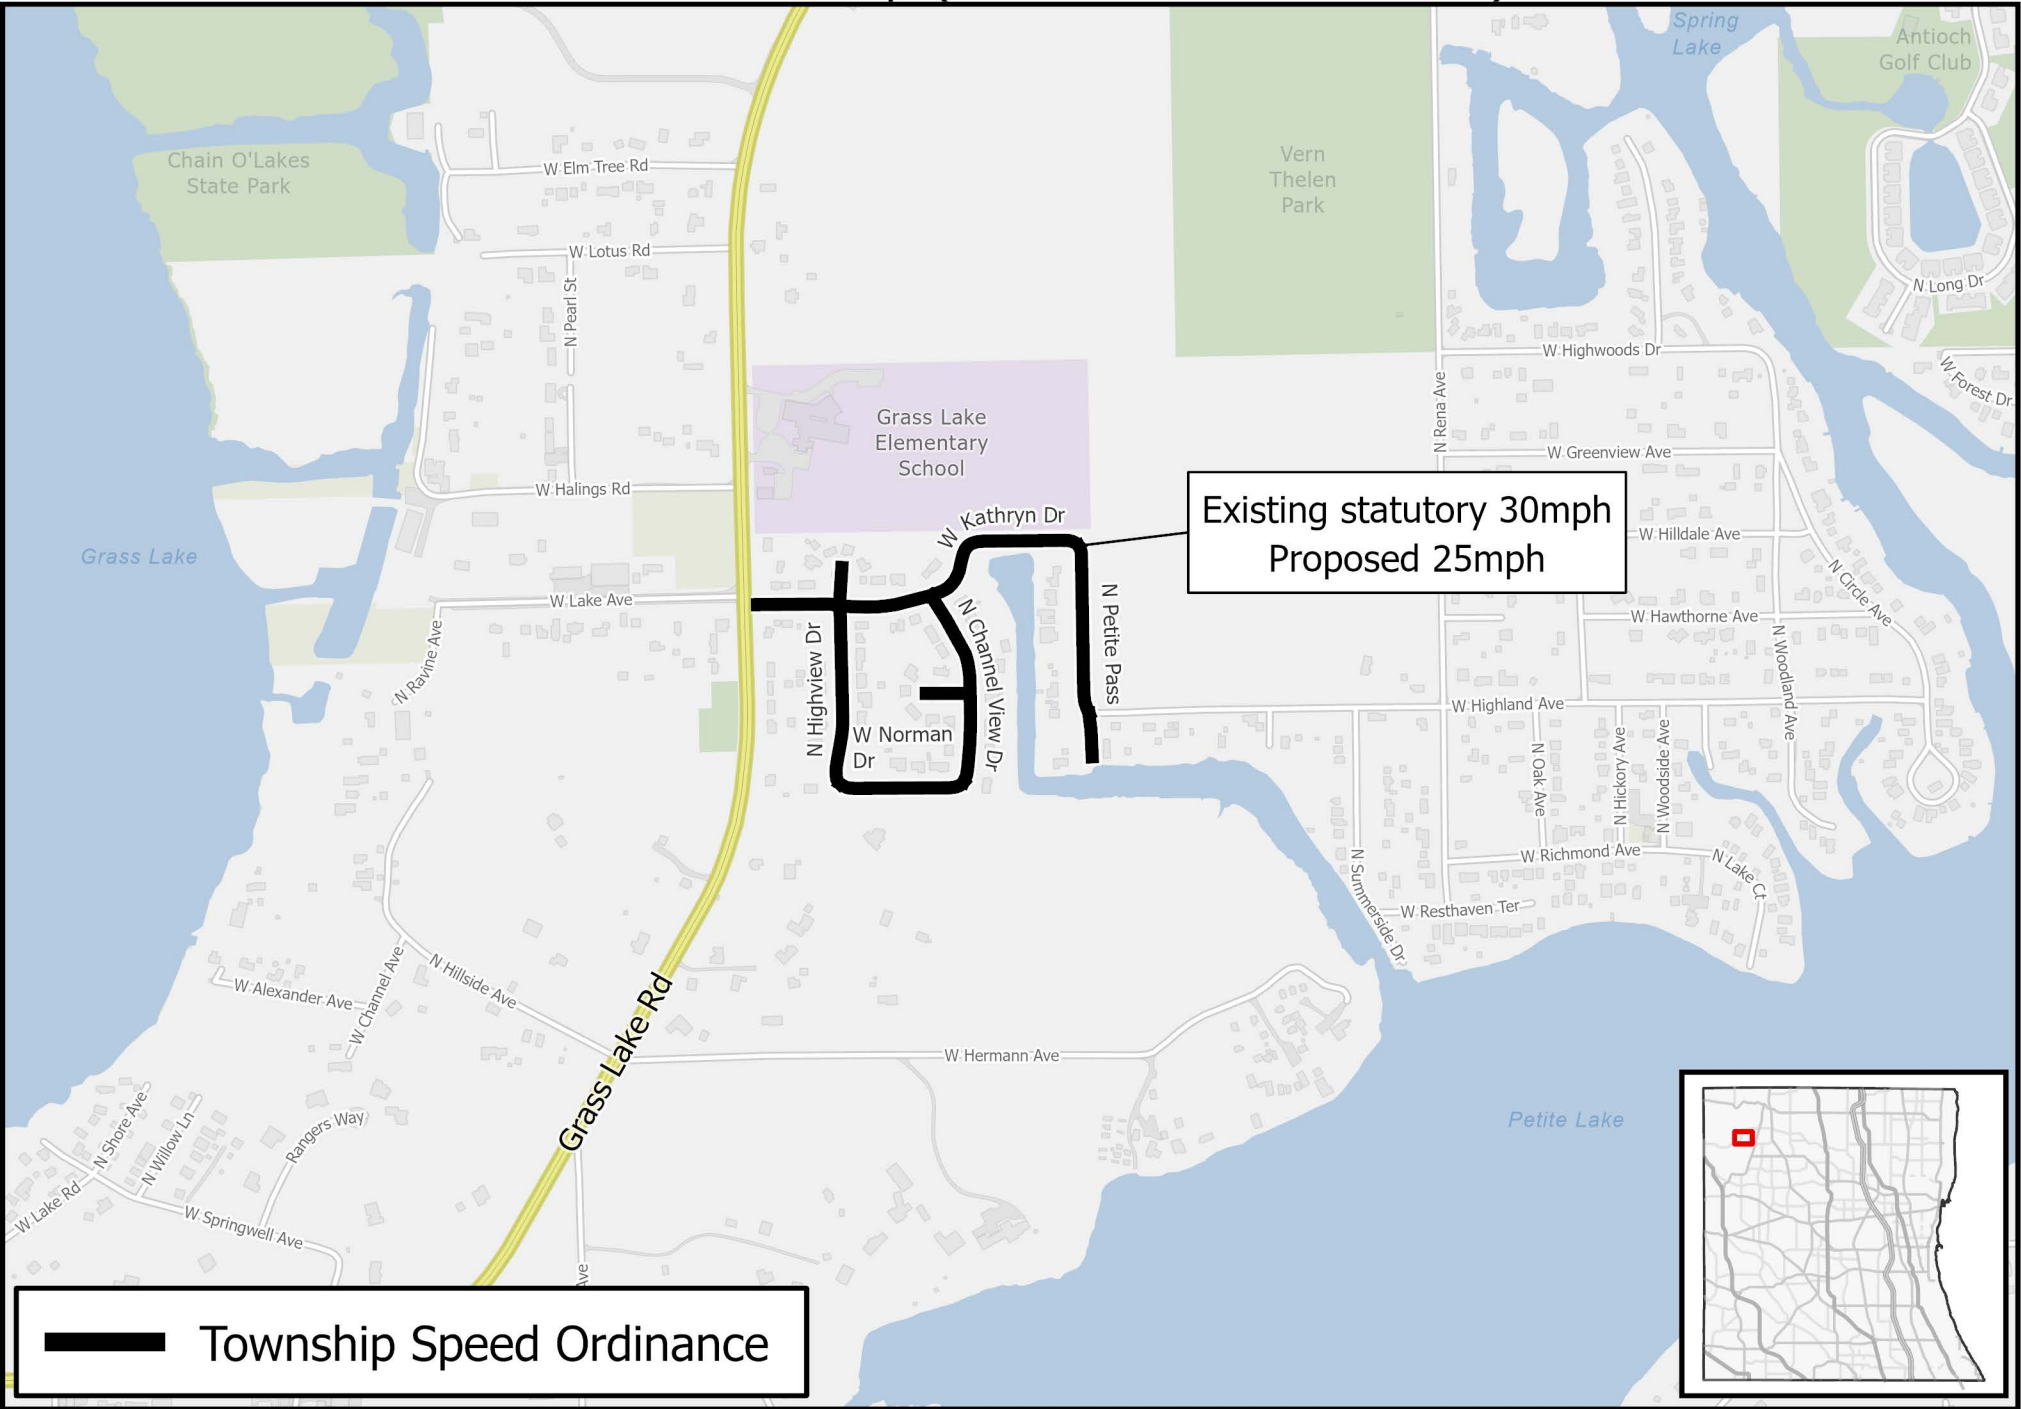 Spring
Lake
Antioch
Golf Club
Chain O'Lakes
State Park
W Elm Tree Rd
Vern
Thelen
Park
W Lotus Rd
N Pearl St
N Long Dr
W Highwoods Dr
W Forest Dr
N Rena Ave
Grass Lake
Elementary
School
W Greenview Ave
W Halings Rd
W Kathryn Dr
Existing statutory 30mph
Proposed 25mph
W Hilldale Ave
Grass Lake
N Circle Ave
W Lake Ave
N Petite Pass
W Hawthorne Ave
N Ravine Ave
N Highview Dr
N Channel View Dr
N Woodland Ave
W Highland Ave
W Norman
Dr
N Oak Ave
N Hickory Ave
N Woodside Ave
W Richmond Ave
N Lake Ct
N Summerside Dr
W Resthaven Ter
N Hillside Ave
W Alexander Ave
W Channel Ave
Grass Lake Rd
W Hermann Ave
Petite Lake
N Shore Ave
N Willow Ln
Rangers Way
W Lake Rd
W Springwell Ave
Ave
Township Speed Ordinance